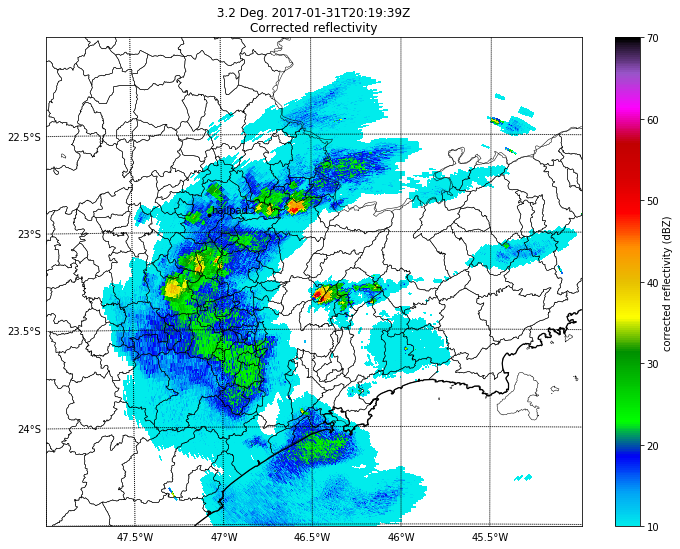 3.2 Deg. 2017-01-31T20:19:39Z
Corrected reflectivity
70
60
50
40
30
20
10
corrected reflectivity (dBZ)
22.5°S
23°S
23.5°S
24°S
47.5°W
47°W
46.5°W
46°W
45.5°W